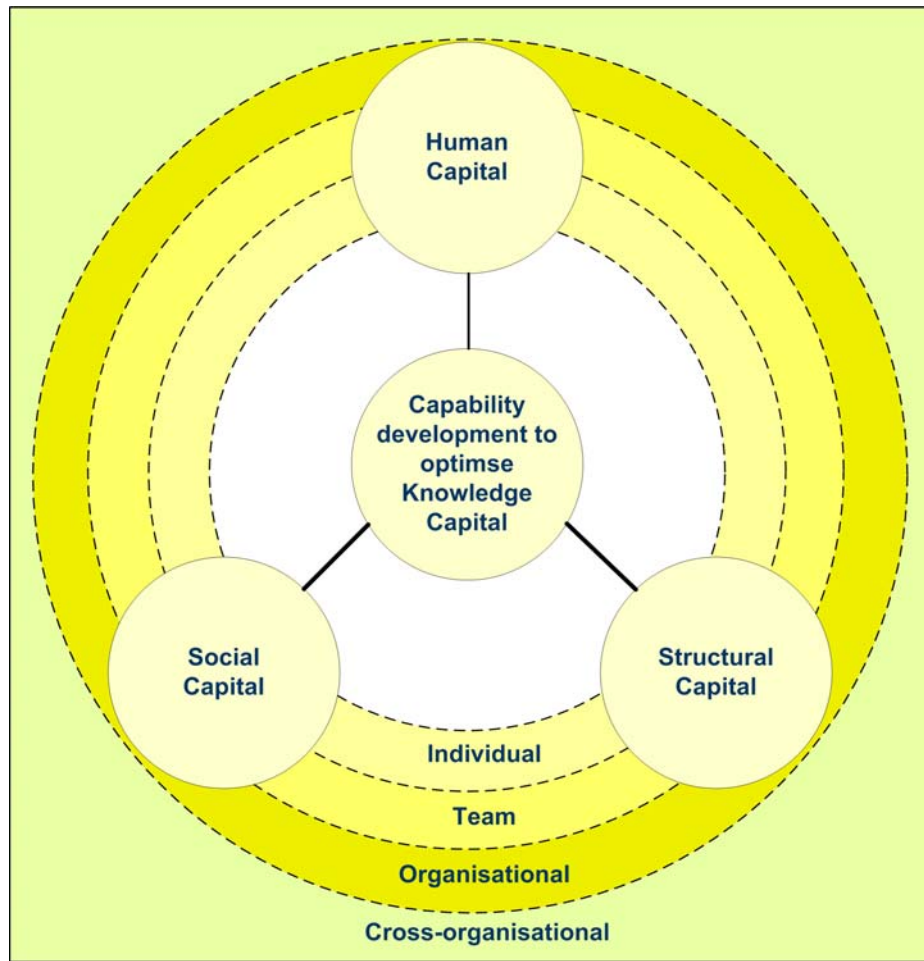 Human
Capital
Capability
development to
optimse
Knowledge
Capital
Social
Capital
Structural
Capital
Individual
Team
Organisational
Cross-organisational